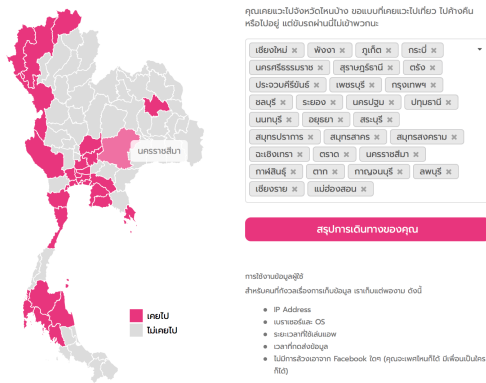 คุณเคยแวะไปจังหวัดไหนบ้าง ขอแบบที่เคยแวะไปเที่ยว ไปค้างคืน
หรือไปอยู่ แต่ขับรถผ่านนี่ไม่เข้าพวกนะ
เชียงใหม่ × พังงา × ภูเก็ต × กระบี่ ×
นครศรีธรรมราช × สุราษฎร์ธานี × ตรัง ×
ประจวบคีรีขันธ์ × เพชรบุรี × กรุงเทพฯ ×
ชลบุรี × ระยอง × นครปฐม × ปทุมธานี ×
นนทบุรี × อยุธยา × สระบุรี ×
สมุทรปราการ × สมุทรสาคร × สมุทรสงคราม ×
ฉะเชิงเทรา × ตราด × นครราชสีมา ×
กาฬสินธุ์ × ตาก × กาญจนบุรี × ลพบุรี ×
เชียงราย × แม่ฮ่องสอน ×
นครราชสีมา
สรุปการเดินทางของคุณ
เคยไป
ไม่เคยไป
การใช้งานข้อมูลผู้ใช้
สำหรับคนที่กังวลเรื่องการเก็บข้อมูล เราเก็บแต่พองาม ดังนี้
IP Address
เบราเซอร์และ OS
ระยะเวลาที่ใช้เล่นแอพ
เวลาที่กดส่งข้อมูล
ไม่มีการล้วงเอาจาก Facebook ใดๆ (คุณจะเพศไหนก็ได้ มีเพื่อนเป็นใคร
ก็ได้)